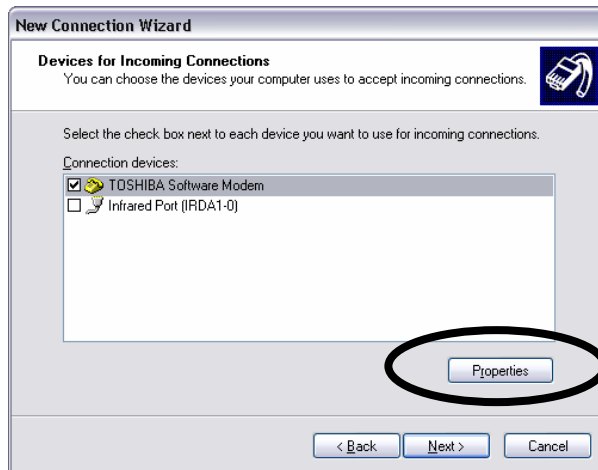 New Connection Wizard
Devices for Incoming Connections
You can choose the devices your computer uses to accept incoming connections.
Select the check box next to each device you want to use for incoming connections.
Connection devices:
TOSHIBA Software Modem
Infrared Port (IRDA1-0)
Properties
< Back Next > Cancel